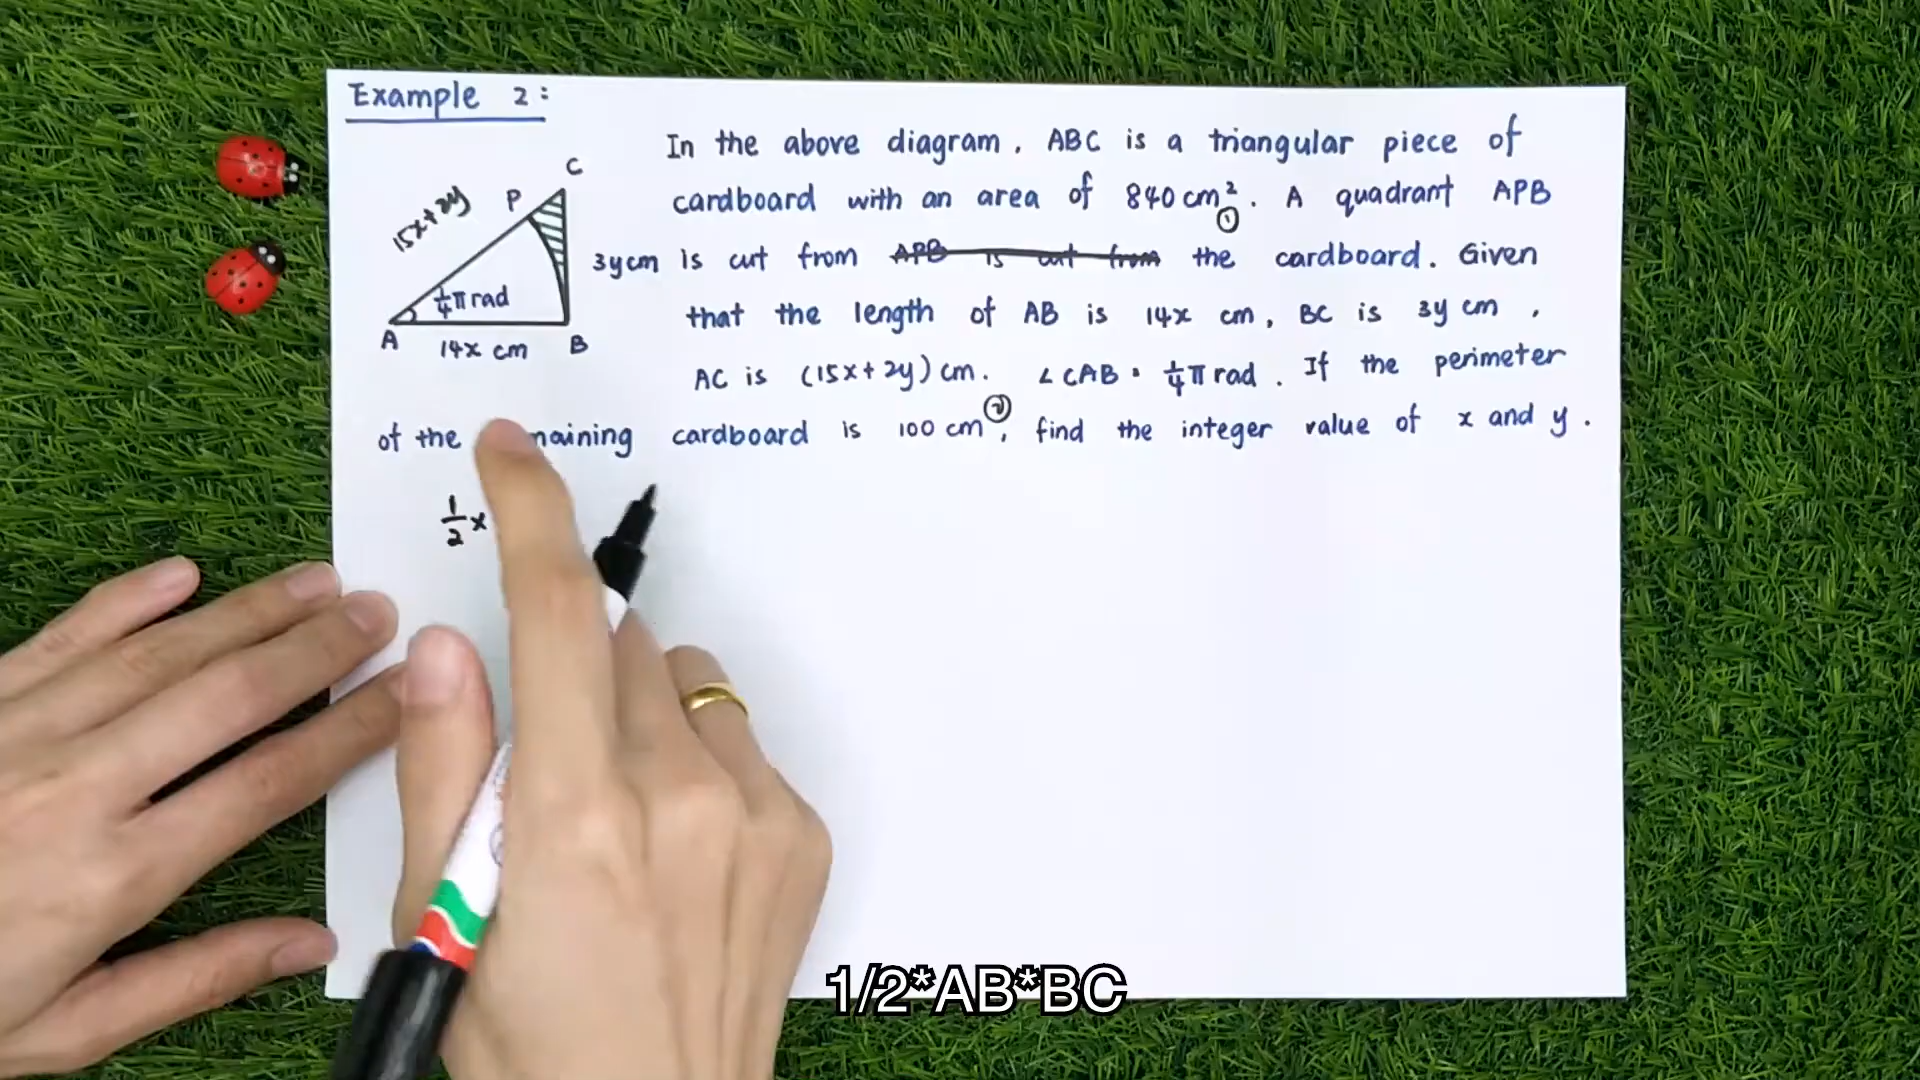 Example 2:
In the above diagram, ABC is a triangular piece of
C
P
15x+2y
cardboard with an area of 840 cm². A quadrant APB
①
3y cm is cut from APB is cut from the cardboard. Given
¼π rad
that the length of AB is 14x cm, BC is 3y cm,
A 14x cm B
AC is (15x+2y) cm. ∠CAB = ¼π rad. If the perimeter
②
of the cardboard is 100 cm, find the integer value of x and y.
½ ×
1/2*AB*BC